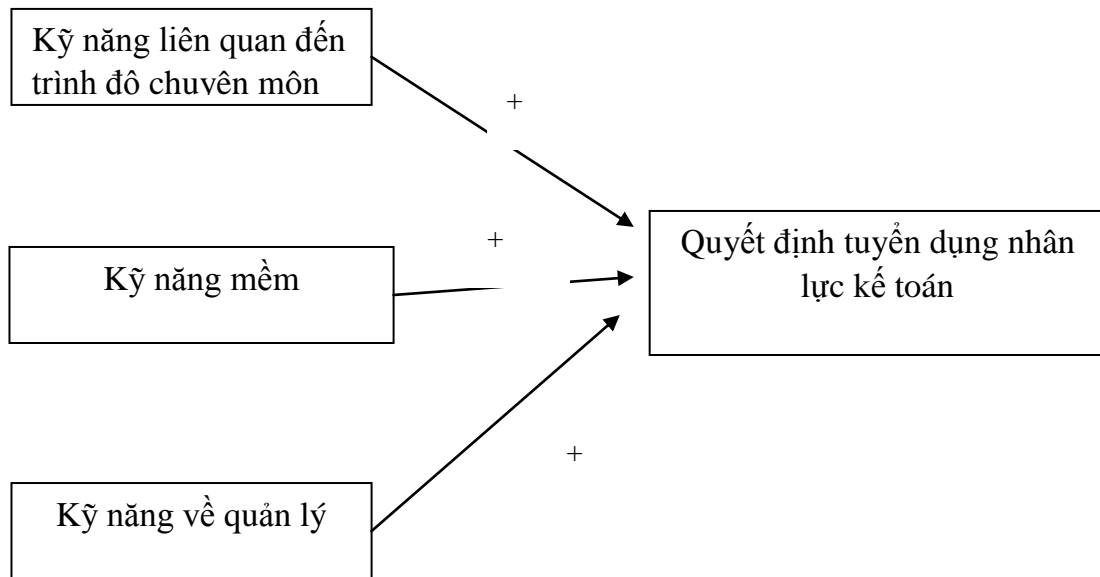 Kỹ năng liên quan đến
trình đô chuvên môn
+
Kỹ năng mềm
+
Quyết định tuyển dụng nhân
lực kế toán
+
Kỹ năng về quản lý